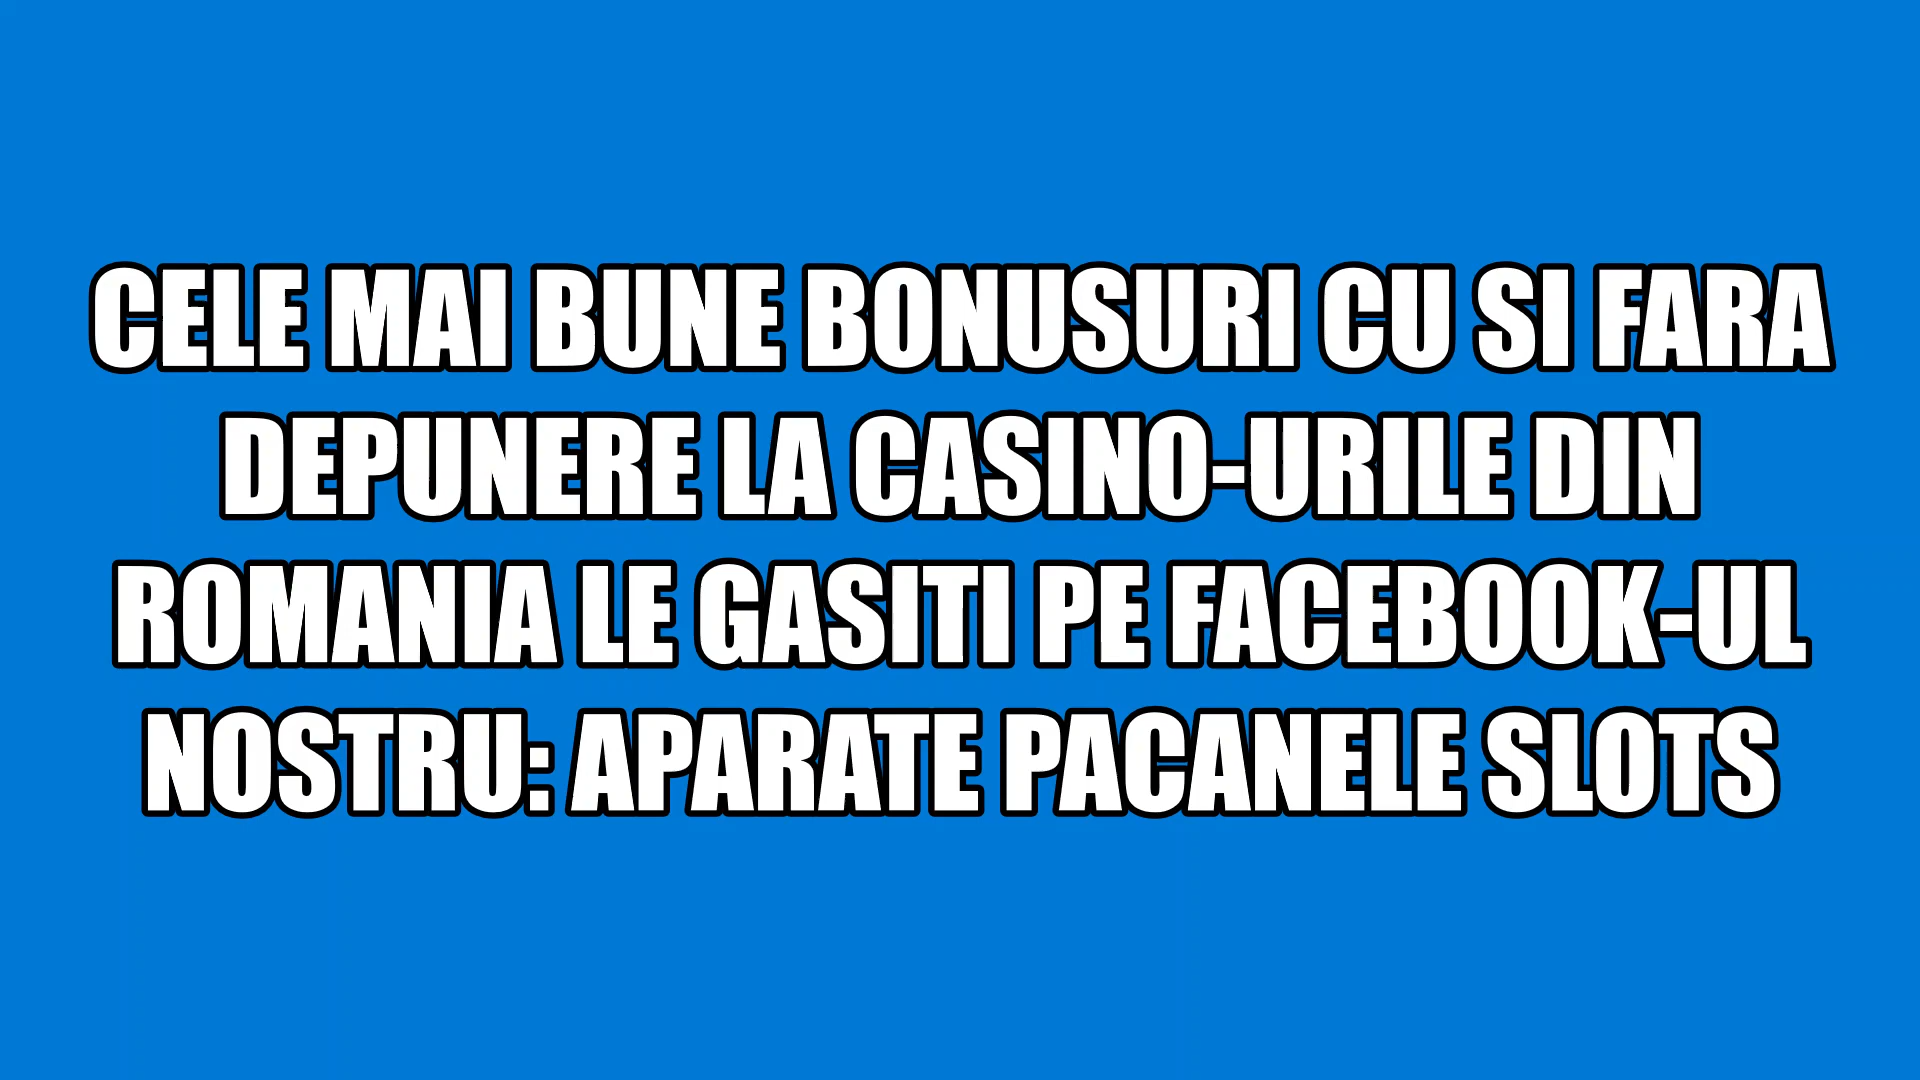 CELE MAI BUNE BONUSURI CU SI FARA
DEPUNERE LA CASINO-URILE DIN
ROMANIA LE GASITI PE FACEBOOK-UL
NOSTRU: APARATE PACANELE SLOTS